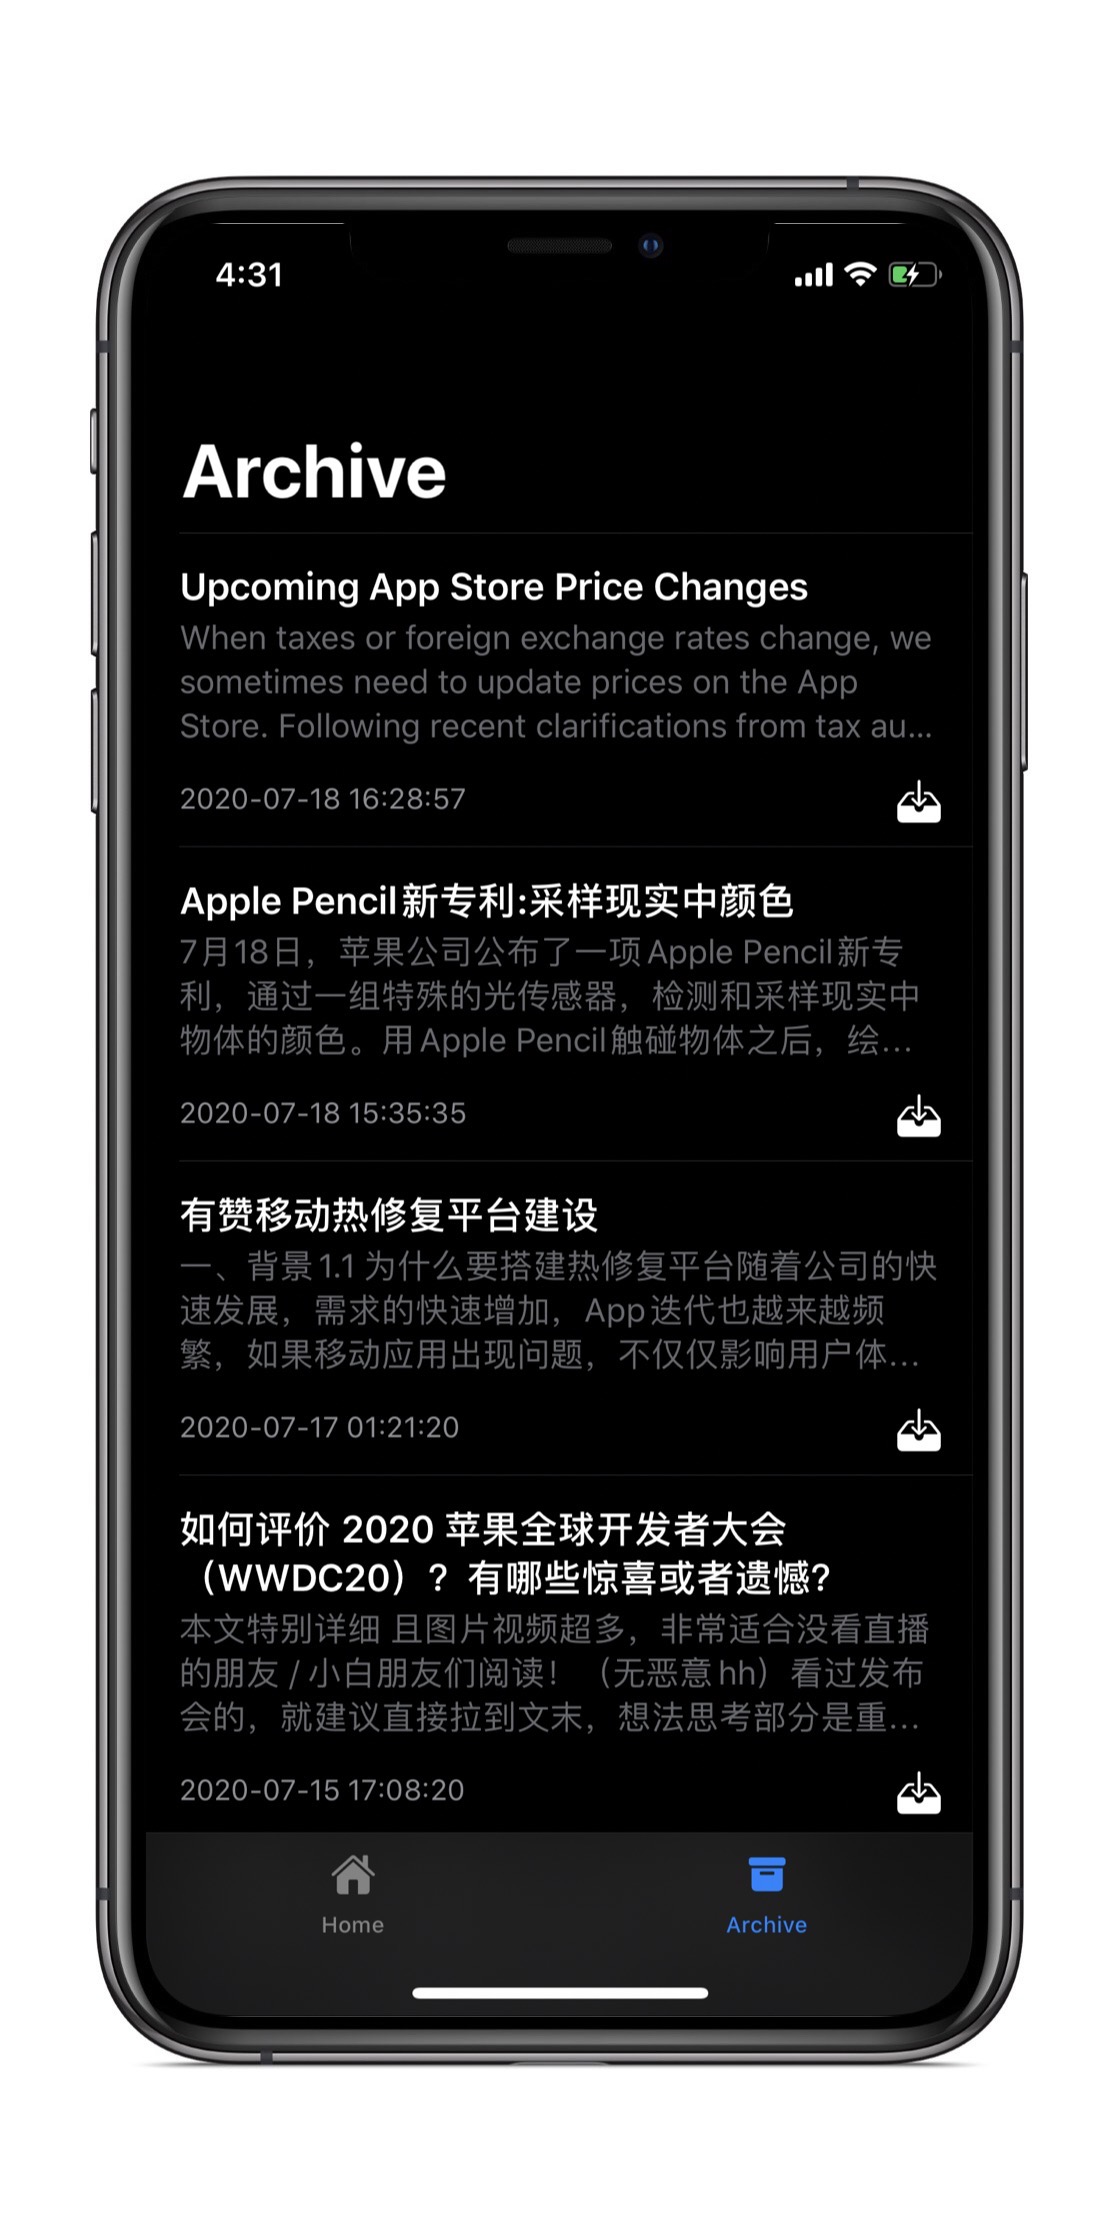 4:31
Archive
Upcoming App Store Price Changes
When taxes or foreign exchange rates change, we
sometimes need to update prices on the App
Store. Following recent clarifications from tax au...
2020-07-18 16:28:57
Apple Pencil新专利:采样现实中颜色
7月18日，苹果公司公布了一项Apple Pencil新专
利，通过一组特殊的光传感器，检测和采样现实中
物体的颜色。用Apple Pencil触碰物体之后，绘...
2020-07-18 15:35:35
有赞移动热修复平台建设
一、背景 1.1 为什么要搭建热修复平台随着公司的快
速发展，需求的快速增加，App 迭代也越来越频
繁，如果移动应用出现问题，不仅仅影响用户体...
2020-07-17 01:21:20
如何评价 2020 苹果全球开发者大会
（WWDC20）？有哪些惊喜或者遗憾?
本文特别详细 且图片视频超多，非常适合没看直播
的朋友 / 小白朋友们阅读！（无恶意 hh）看过发布
会的，就建议直接拉到文末，想法思考部分是重...
2020-07-15 17:08:20
Home
Archive